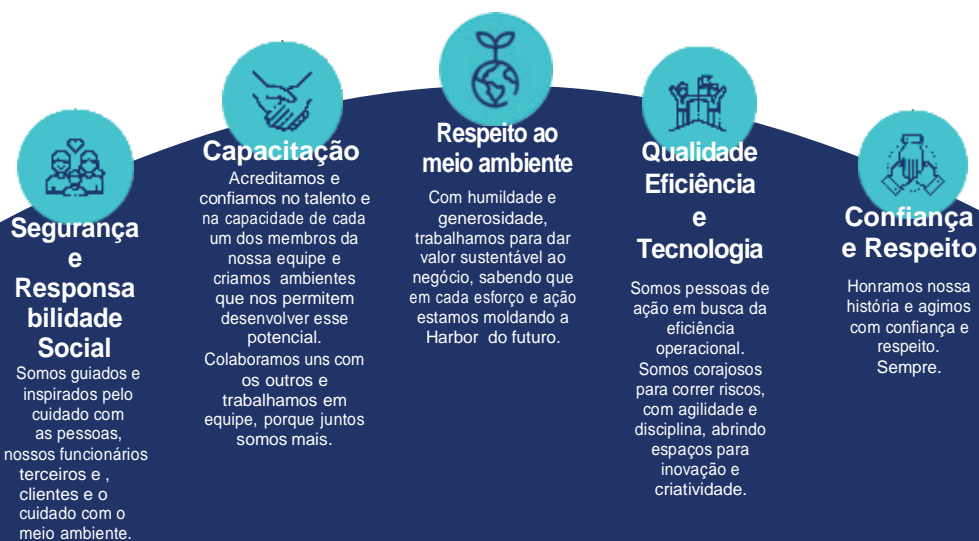 Segurança
e
Responsa
bilidade
Social
Somos guiados e
inspirados pelo
cuidado com
as pessoas,
nossos funcionários
terceiros e ,
clientes e o
cuidado com o
meio ambiente.
Capacitação
Acreditamos e
confiamos no talento e
na capacidade de cada
um dos membros da
nossa equipe e
criamos ambientes
que nos permitem
desenvolver esse
potencial.
Colaboramos uns com
os outros e
trabalhamos em
equipe, porque juntos
somos mais.
Respeito ao
meio ambiente
Com humildade e
generosidade,
trabalhamos para dar
valor sustentável ao
negócio, sabendo que
em cada esforço e ação
estamos moldando a
Harbor do futuro.
Qualidade
Eficiência
e
Tecnologia
Somos pessoas de
ação em busca da
eficiência
operacional.
Somos corajosos
para correr riscos,
com agilidade e
disciplina, abrindo
espaços para
inovação e
criatividade.
Confiança
e Respeito
Honramos nossa
história e agimos
com confiança e
respeito.
Sempre.